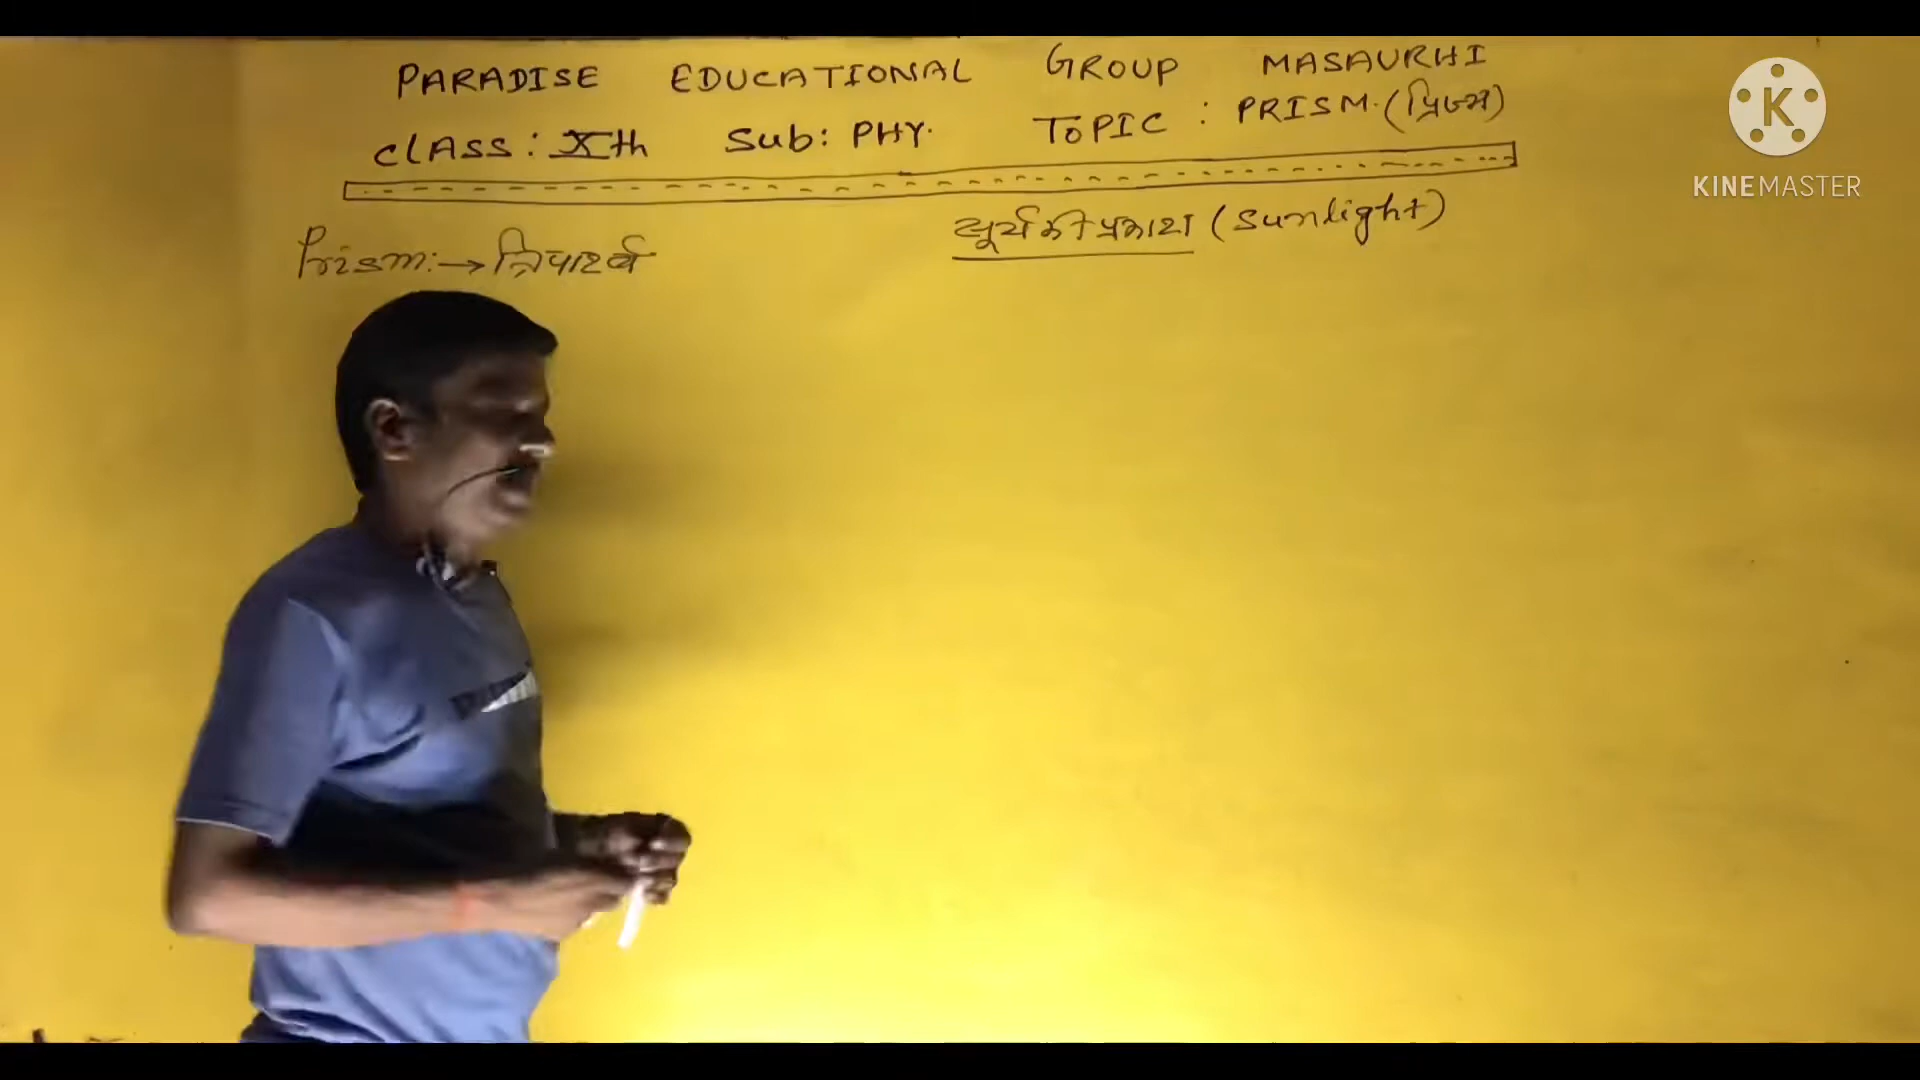 PARADISE EDUCATIONAL GROUP MASAURHI
CLASS: Xth Sub: PHY. TOPIC: PRISM. (प्रिज्म)
Prism:→ त्रिपार्श्व
सूर्य की प्रकाश (Sunlight)
K
KINEMASTER